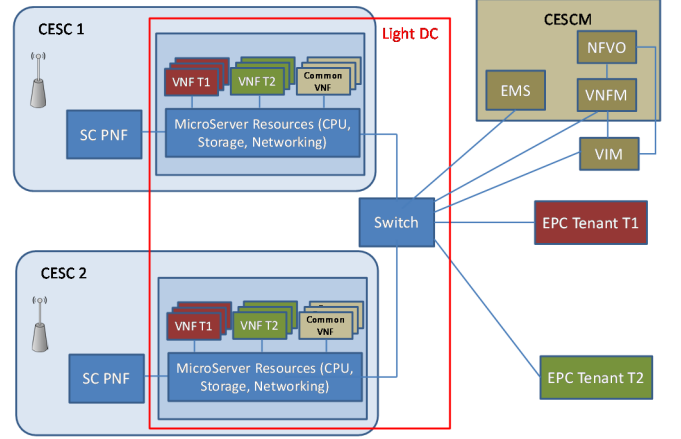 CESC 1
Light DC
CESCM
NFVO
EMS
VNFM
VIM
VNF T1
VNF T2
Common
VNF
SC PNF
MicroServer Resources (CPU,
Storage, Networking)
Switch
EPC Tenant T1
CESC 2
VNF T1
VNF T2
Common
VNF
SC PNF
MicroServer Resources (CPU,
Storage, Networking)
EPC Tenant T2